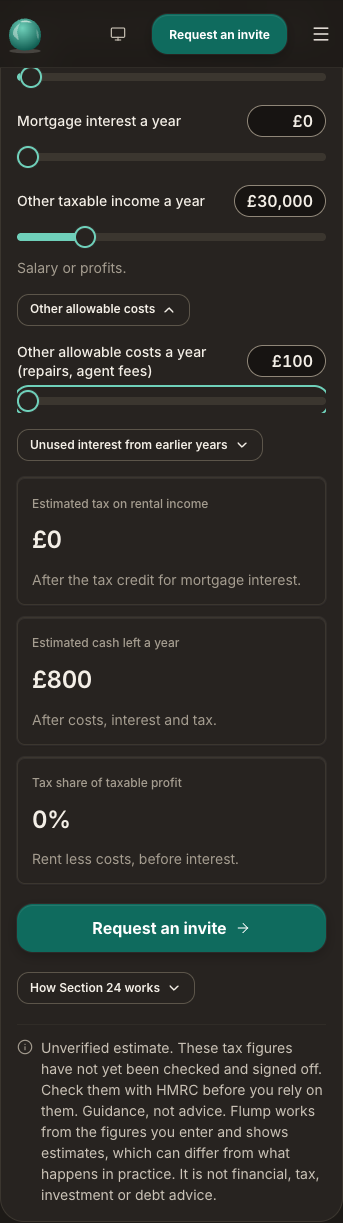 Request an invite
Mortgage interest a year
£0
Other taxable income a year
£30,000
Salary or profits.
Other allowable costs
Other allowable costs a year
(repairs, agent fees)
£100
Unused interest from earlier years
Estimated tax on rental income
£0
After the tax credit for mortgage interest.
Estimated cash left a year
£800
After costs, interest and tax.
Tax share of taxable profit
0%
Rent less costs, before interest.
Request an invite
How Section 24 works
Unverified estimate. These tax figures
have not yet been checked and signed off.
Check them with HMRC before you rely on
them. Guidance, not advice. Flump works
from the figures you enter and shows
estimates, which can differ from what
happens in practice. It is not financial, tax,
investment or debt advice.